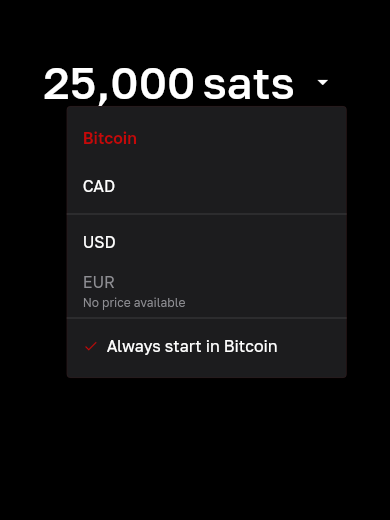 25,000 sats
Bitcoin
CAD
USD
EUR
No price available
Always start in Bitcoin